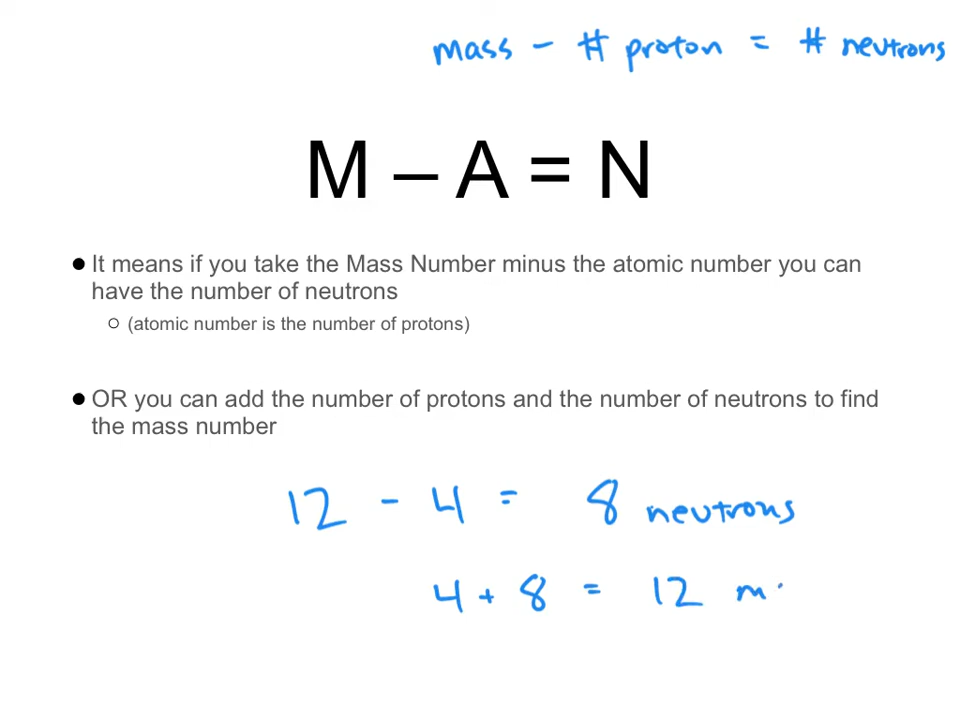 mass - # proton = # neutrons
M – A = N
● It means if you take the Mass Number minus the atomic number you can
have the number of neutrons
○ (atomic number is the number of protons)
● OR you can add the number of protons and the number of neutrons to find
the mass number
12 - 4 = 8 neutrons
4 + 8 = 12 m